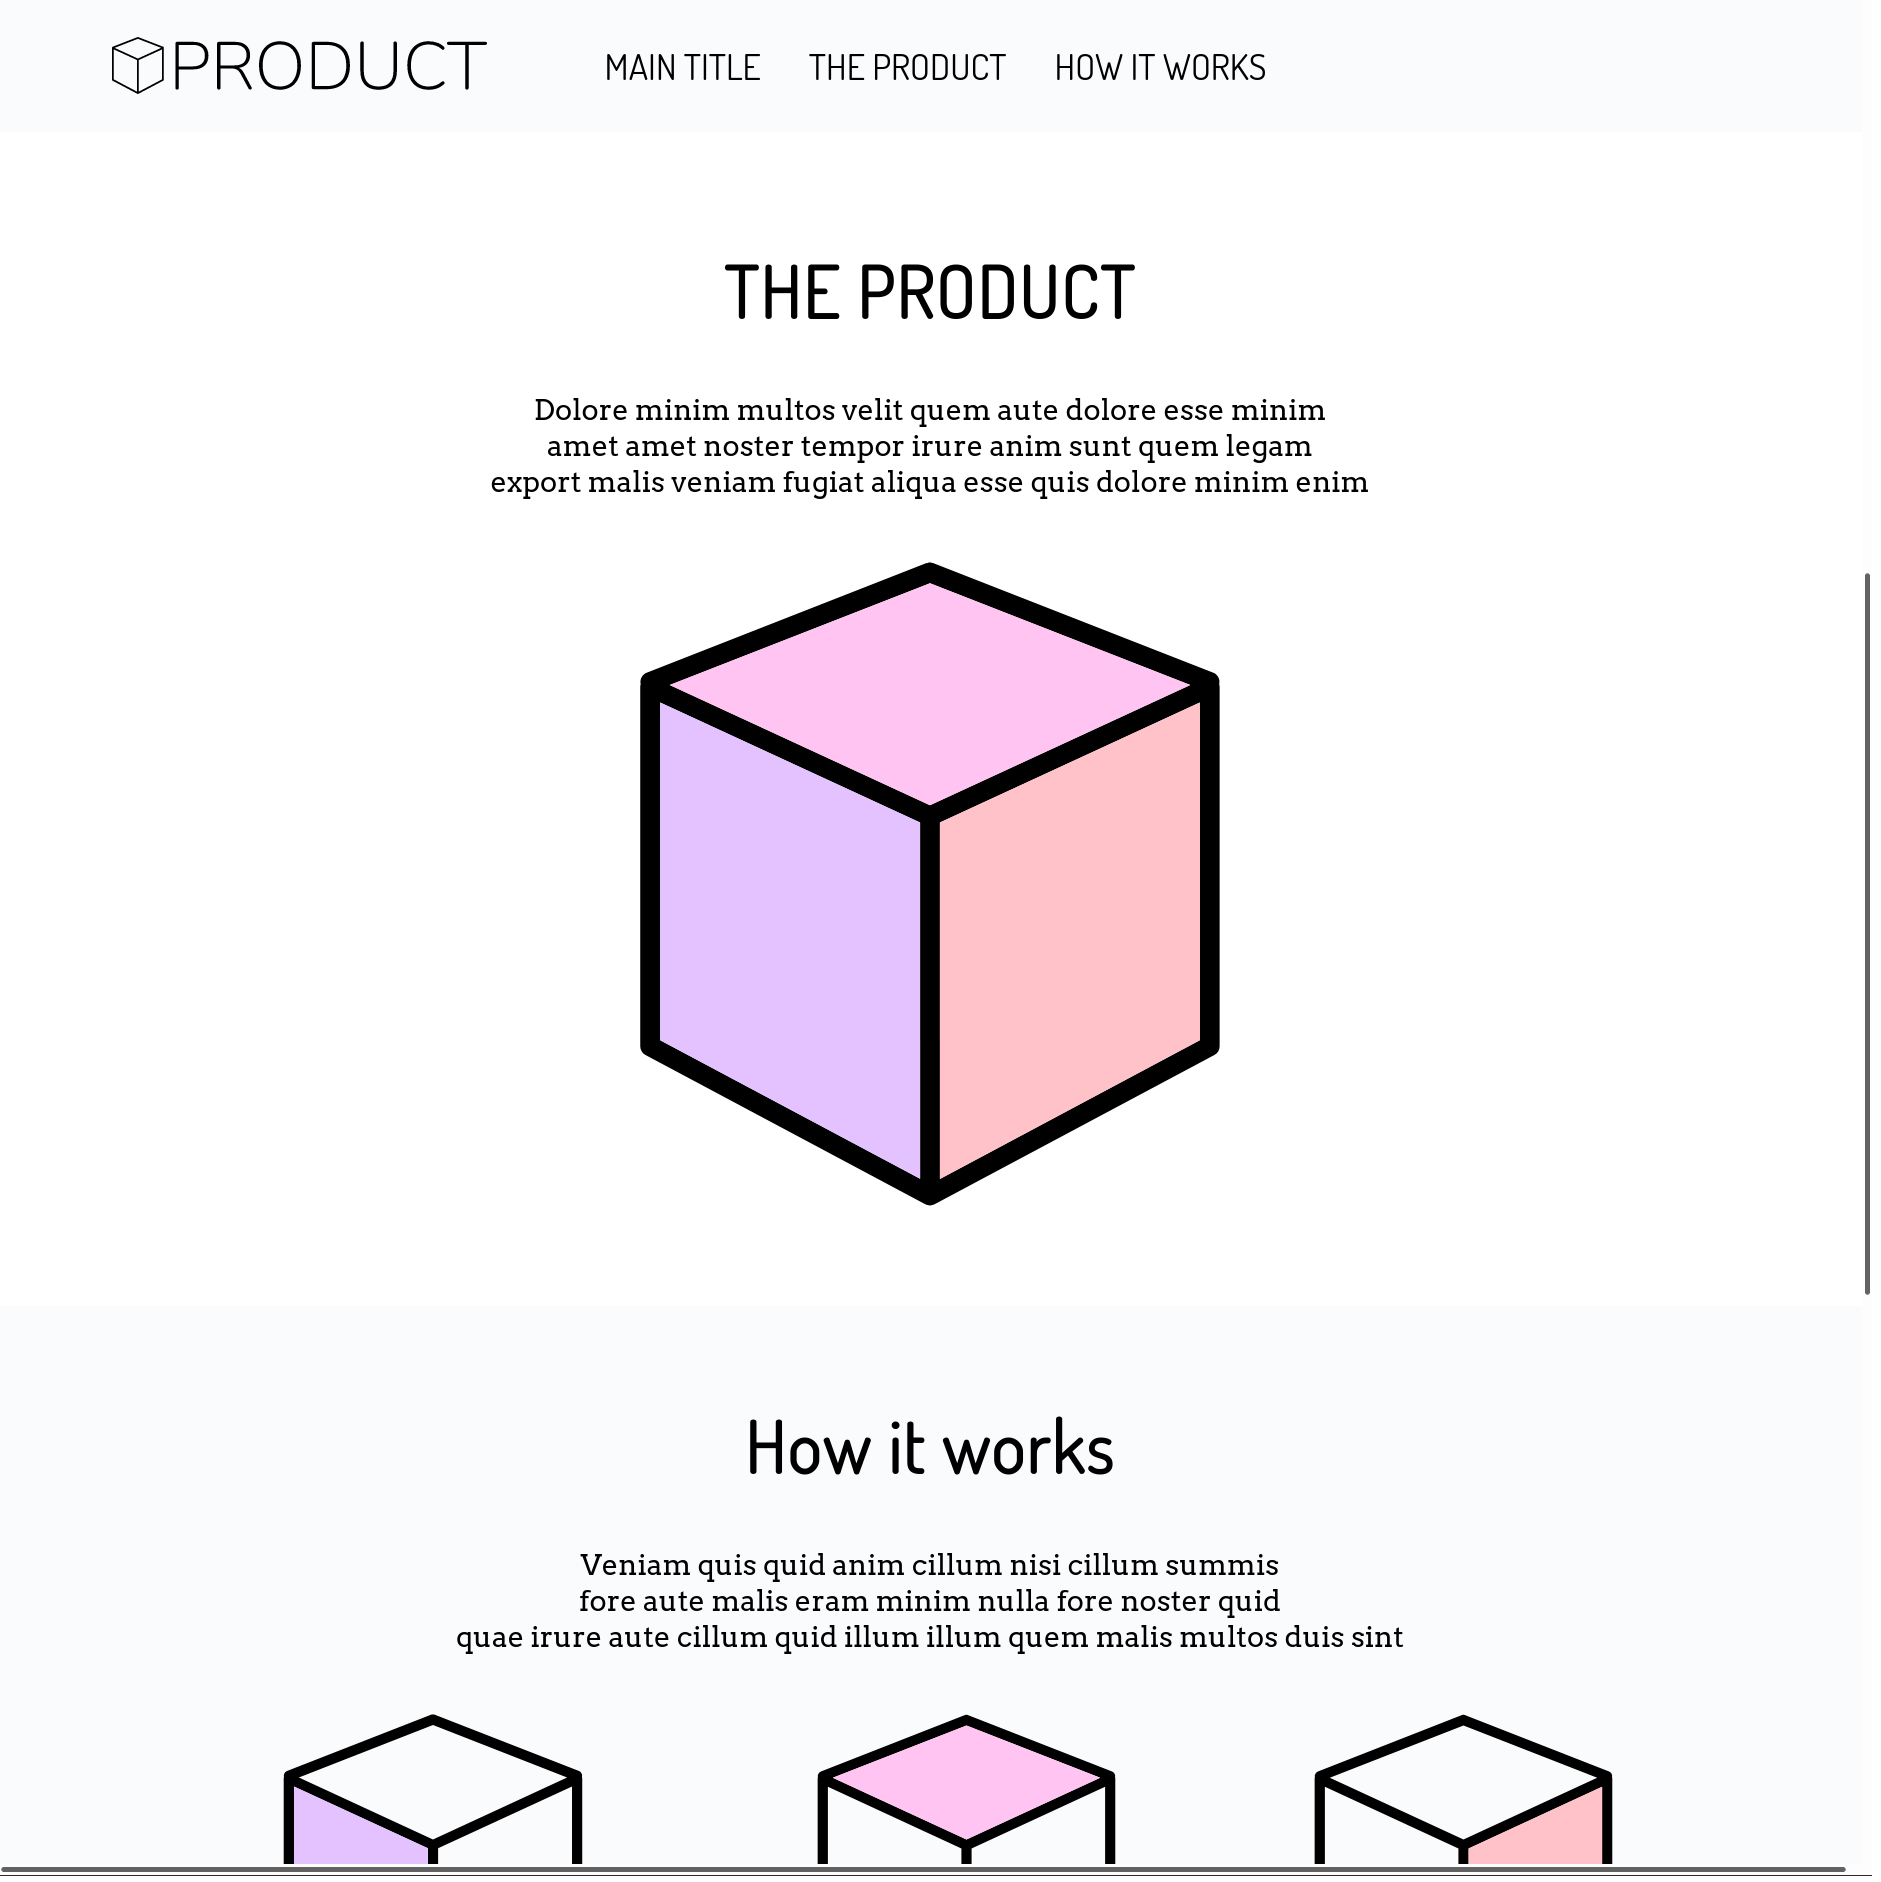 PRODUCT
MAIN TITLE
THE PRODUCT
HOW IT WORKS
THE PRODUCT
Dolore minim multos velit quem aute dolore esse minim
amet amet noster tempor irure anim sunt quem legam
export malis veniam fugiat aliqua esse quis dolore minim enim
How it works
Veniam quis quid anim cillum nisi cillum summis
fore aute malis eram minim nulla fore noster quid
quae irure aute cillum quid illum illum quem malis multos duis sint